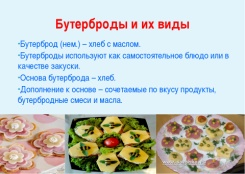 Бутерброды и их виды
•Бутерброд (нем.) – хлеб с маслом.
•Бутерброды используют как самостоятельное блюдо или в
качестве закуски.
•Основа бутерброда – хлеб.
•Дополнение к основе – сочетаемые по вкусу продукты,
бутербродные смеси и масла.